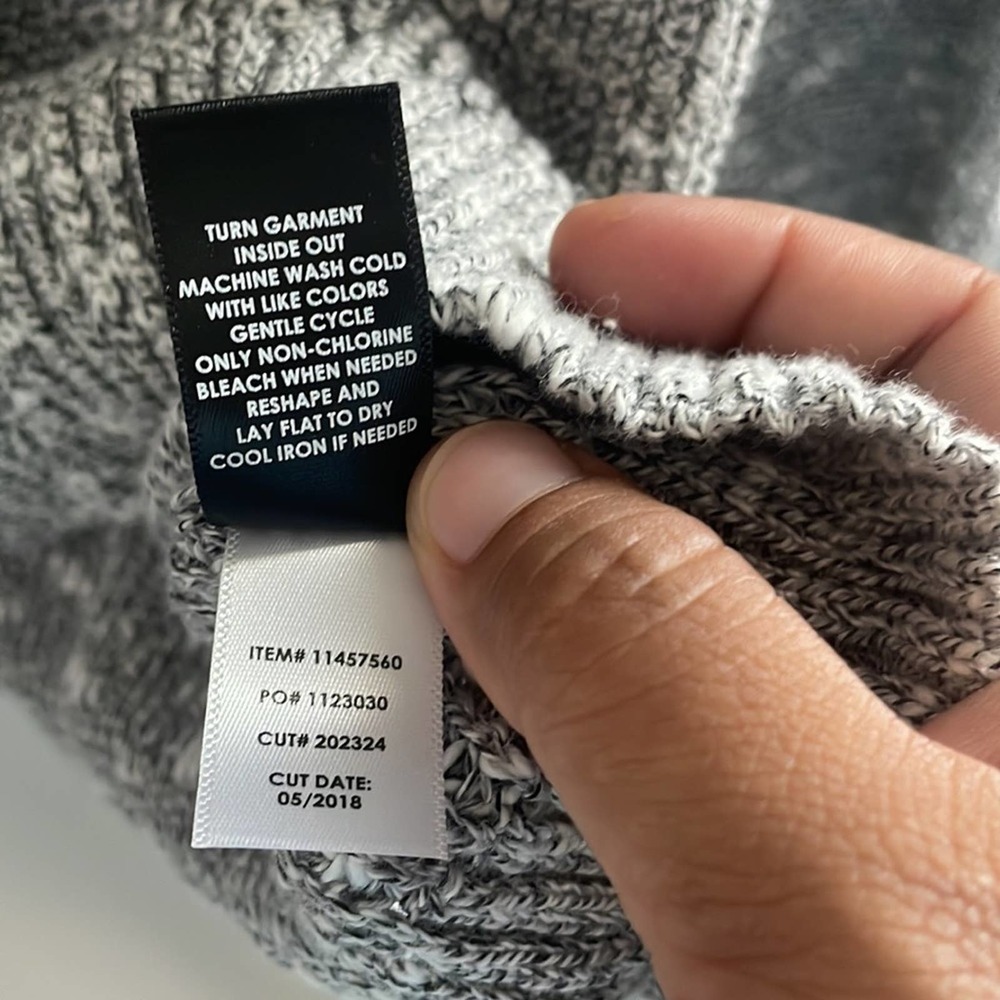 TURN GARMENT
INSIDE OUT
MACHINE WASH COLD
WITH LIKE COLORS
GENTLE CYCLE
ONLY NON-CHLORINE
BLEACH WHEN NEEDED
RESHAPE AND
LAY FLAT TO DRY
COOL IRON IF NEEDED
ITEM# 11457560
PO# 1123030
CUT# 202324
CUT DATE:
05/2018